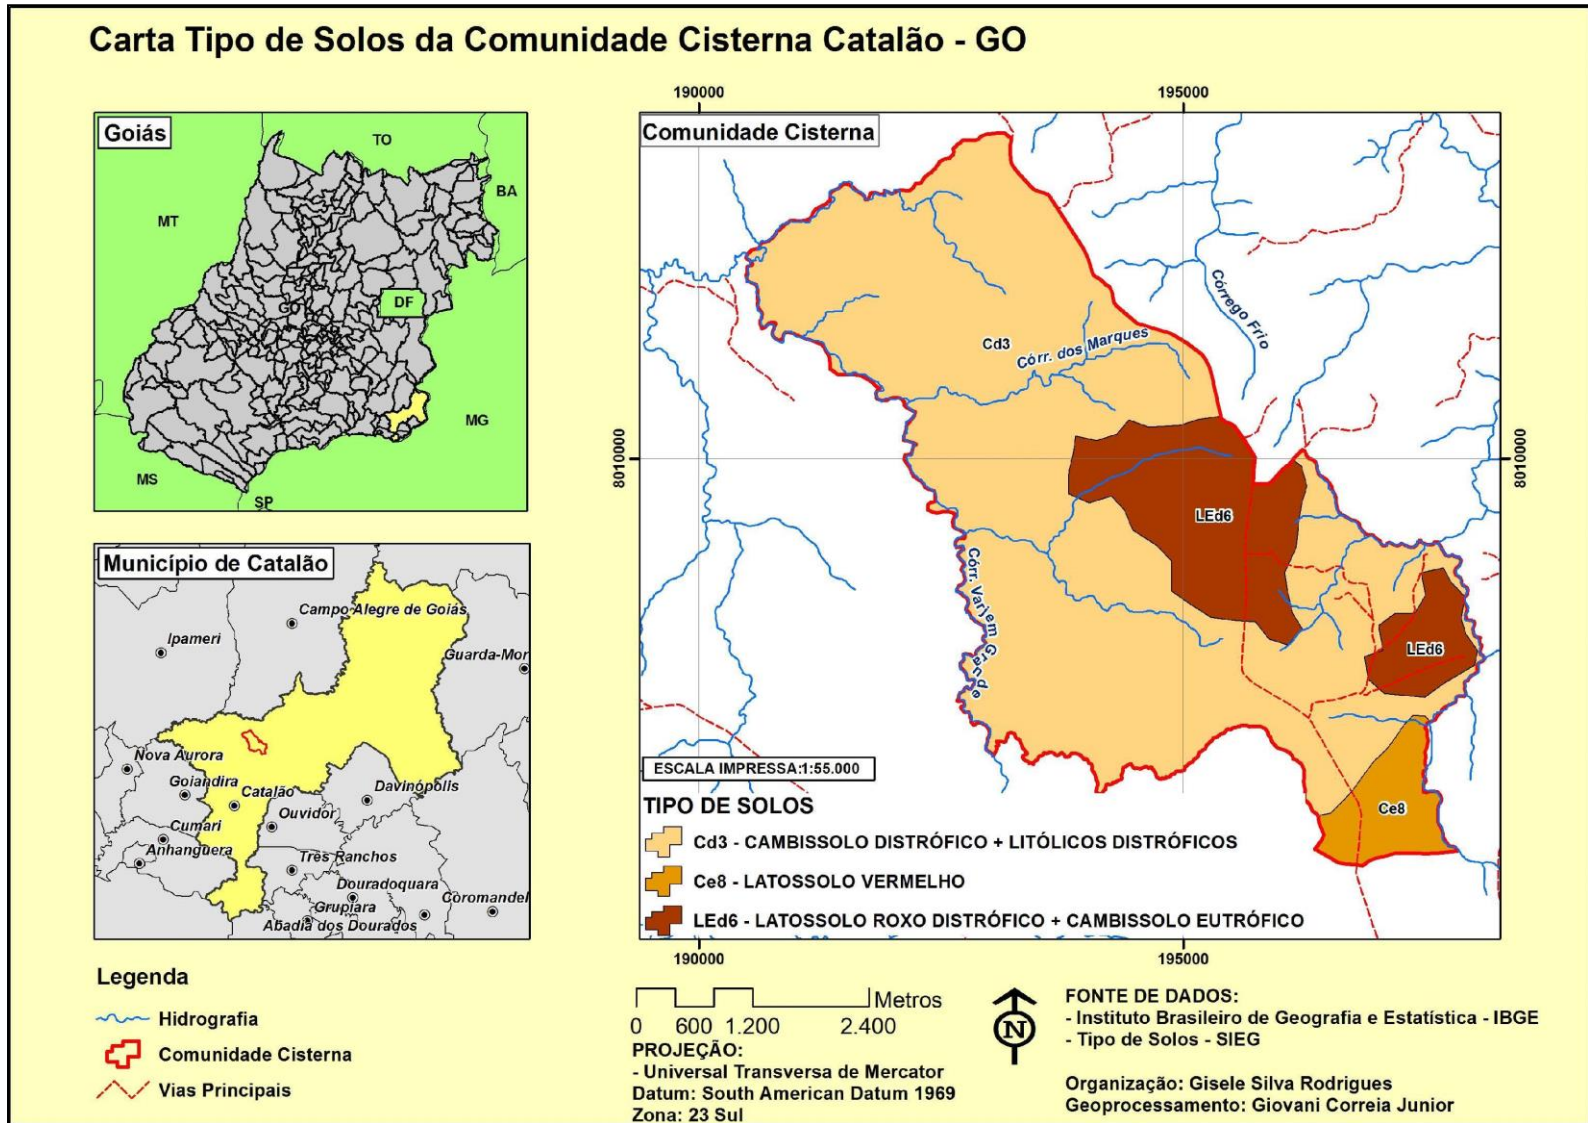 Carta Tipo de Solos da Comunidade Cisterna Catalão - GO
Goiás
TO
BA
MT
DF
GO
MG
MS
SP
Município de Catalão
Campo Alegre de Goiás
Ipameri
Guarda-Mor
Nova Aurora
Goiandira
Catalão
Davinópolis
Ouvidor
Cumari
Anhanguera
Três Ranchos
Douradoquara
Coromandel
Grupiara
Abadia dos Dourados
Legenda
Hidrografia
Comunidade Cisterna
Vias Principais
190000
195000
Comunidade Cisterna
Córrego Frio
Cd3
Córr. dos Marques
8010000
8010000
LEd6
Córr. Varjem Grande
LEd6
Ce8
ESCALA IMPRESSA:1:55.000
TIPO DE SOLOS
Cd3 - CAMBISSOLO DISTRÓFICO + LITÓLICOS DISTRÓFICOS
Ce8 - LATOSSOLO VERMELHO
LEd6 - LATOSSOLO ROXO DISTRÓFICO + CAMBISSOLO EUTRÓFICO
190000
195000
Metros
0 600 1.200 2.400
PROJEÇÃO:
- Universal Transversa de Mercator
Datum: South American Datum 1969
Zona: 23 Sul
N
FONTE DE DADOS:
- Instituto Brasileiro de Geografia e Estatística - IBGE
- Tipo de Solos - SIEG
Organização: Gisele Silva Rodrigues
Geoprocessamento: Giovani Correia Junior